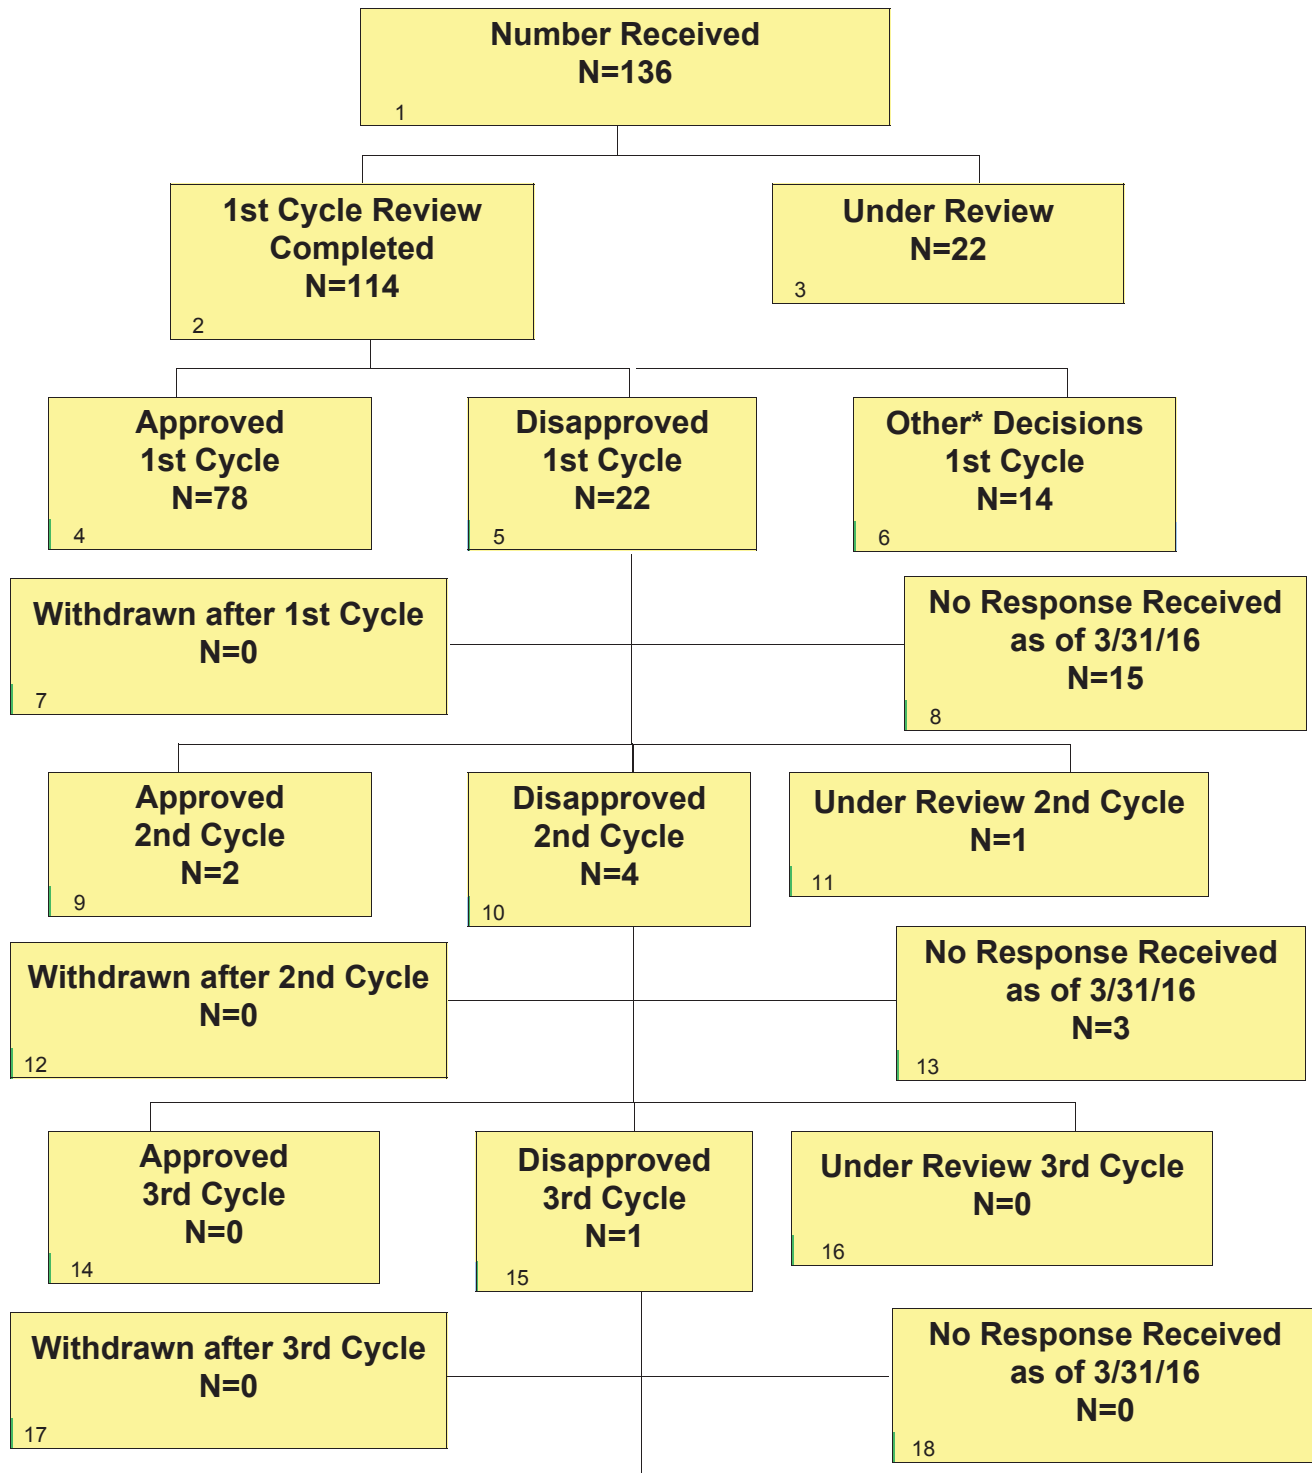 Number Received
N=136
1
1st Cycle Review
Completed
N=114
2
Under Review
N=22
3
Approved
1st Cycle
N=78
4
Disapproved
1st Cycle
N=22
5
Other* Decisions
1st Cycle
N=14
6
Withdrawn after 1st Cycle
N=0
7
No Response Received
as of 3/31/16
N=15
8
Approved
2nd Cycle
N=2
9
Disapproved
2nd Cycle
N=4
10
Under Review 2nd Cycle
N=1
11
Withdrawn after 2nd Cycle
N=0
12
No Response Received
as of 3/31/16
N=3
13
Approved
3rd Cycle
N=0
14
Disapproved
3rd Cycle
N=1
15
Under Review 3rd Cycle
N=0
16
Withdrawn after 3rd Cycle
N=0
17
No Response Received
as of 3/31/16
N=0
18